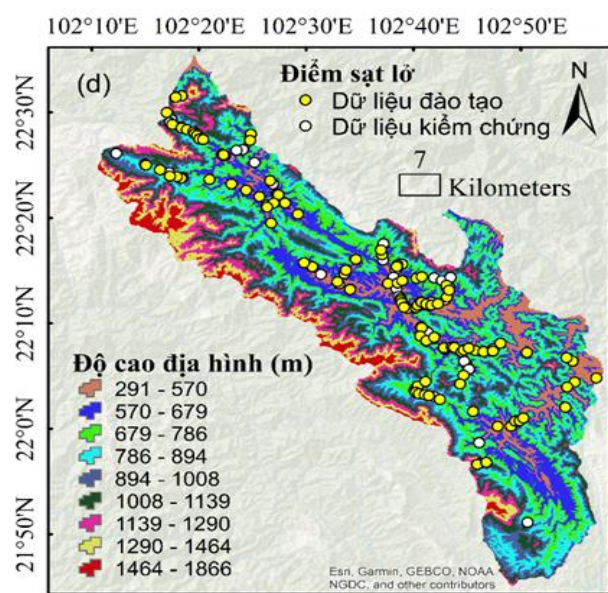 102°10'E 102°20'E 102°30'E 102°40'E 102°50'E
(d)
Điểm sạt lở
Dữ liệu đào tạo
Dữ liệu kiểm chứng
N
7
Kilometers
22°30'N
22°20'N
22°10'N
22°0'N
21°50'N
Độ cao địa hình (m)
291 - 570
570 - 679
679 - 786
786 - 894
894 - 1008
1008 - 1139
1139 - 1290
1290 - 1464
1464 - 1866
Esri, Garmin, GEBCO, NOAA
NGDC, and other contributors